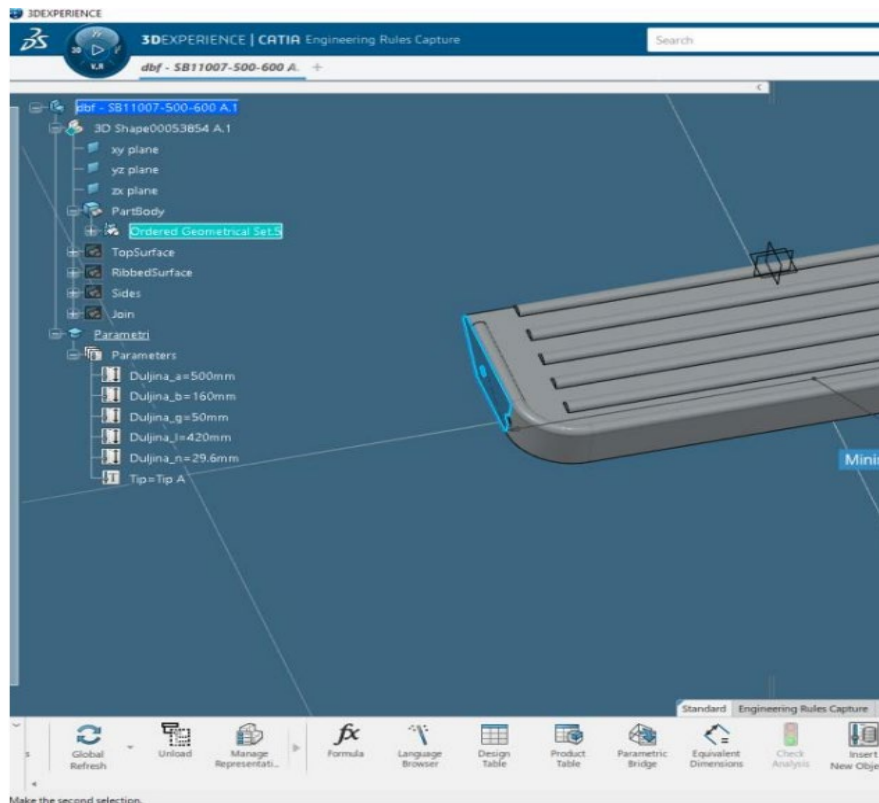 3DEXPERIENCE
3DEXPERIENCE | CATIA Engineering Rules Capture
Search
3D
V.R
dbf - SB11007-500-600 A. +
dbf - SB11007-500-600 A.1
3D Shape00053854 A.1
xy plane
yz plane
zx plane
PartBody
Ordered Geometrical Set.5
TopSurface
RibbedSurface
Sides
Join
Parametri
Parameters
Duljina_a=500mm
Duljina_b=160mm
Duljina_g=50mm
Duljina_l=420mm
Duljina_n=29.6mm
Tip=Tip A
Mini
Standard Engineering Rules Capture
s
Global Refresh
Unload
Manage Representati...
Formula
Language Browser
Design Table
Product Table
Parametric Bridge
Equivalent Dimensions
Check Analysis
Insert New Obje
Make the second selection.